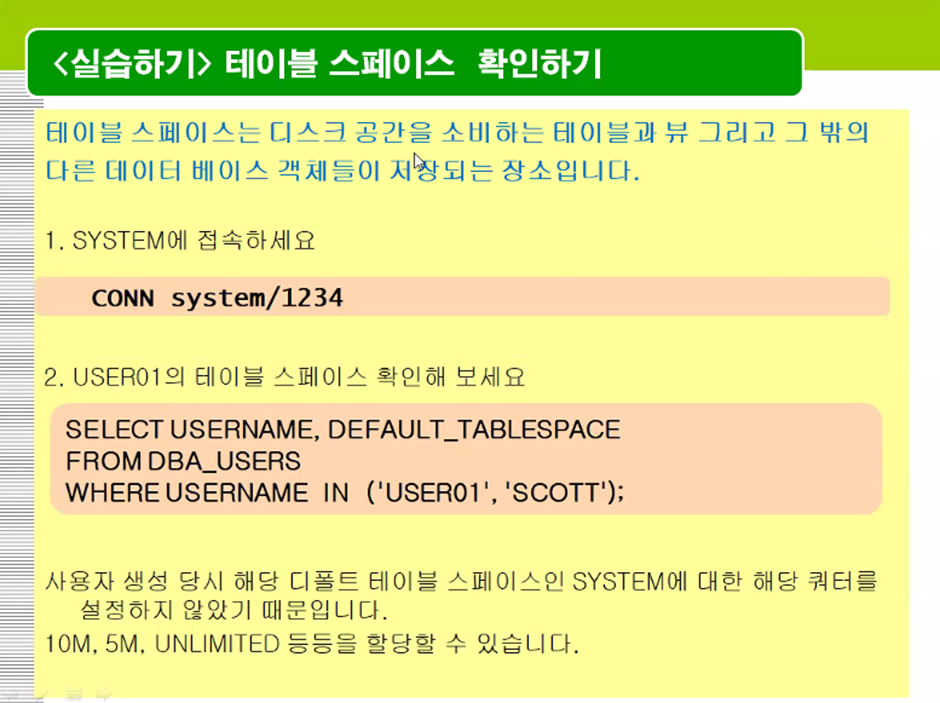 <실습하기> 테이블 스페이스 확인하기
테이블 스페이스는 디스크 공간을 소비하는 테이블과 뷰 그리고 그 밖의
다른 데이터 베이스 객체들이 저장되는 장소입니다.
1. SYSTEM에 접속하세요
CONN system/1234
2. USER01의 테이블 스페이스 확인해 보세요
SELECT USERNAME, DEFAULT_TABLESPACE
FROM DBA_USERS
WHERE USERNAME IN ('USER01', 'SCOTT');
사용자 생성 당시 해당 디폴트 테이블 스페이스인 SYSTEM에 대한 해당 쿼터를
설정하지 않았기 때문입니다.
10M, 5M, UNLIMITED 등등을 할당할 수 있습니다.